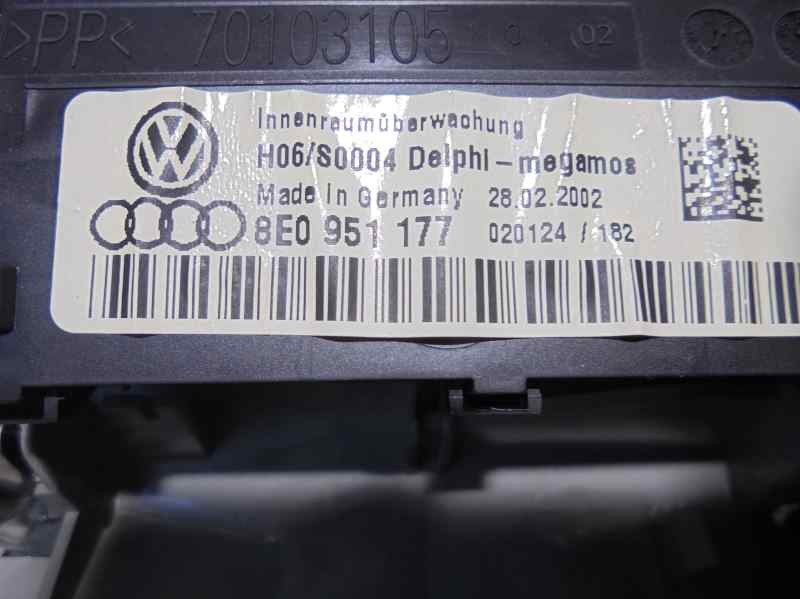 >PP< 70103105 02
Innenraumüberwachung
H06/S0004 Delphi-megamos
Made in Germany 28.02.2002
8E0 951 177 020124 / 182